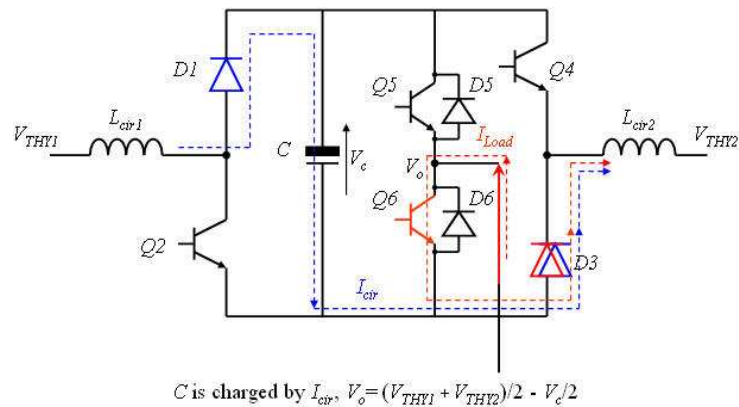 D1
Q5
D5
Q4
L_cir1
I_Load
L_cir2
V_THY1
C
V_c
V_o
V_THY2
Q6
D6
Q2
D3
I_cir
C is charged by I_cir, V_o=(V_THY1 + V_THY2)/2 - V_c/2